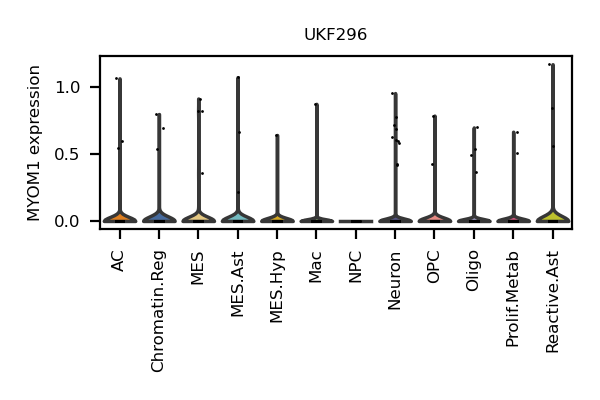 UKF296
MYOM1 expression
1.0
0.5
0.0
AC
Chromatin.Reg
MES
MES.Ast
MES.Hyp
Mac
NPC
Neuron
OPC
Oligo
Prolif.Metab
Reactive.Ast